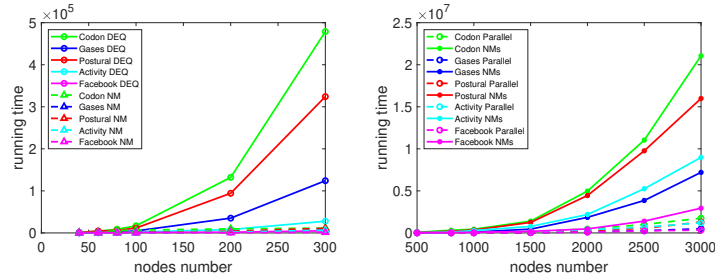 ×10⁵
5
4
3
2
1
0
running time
0
50
100
150
200
250
300
nodes number
Codon DEQ
Gases DEQ
Postural DEQ
Activity DEQ
Facebook DEQ
Codon NM
Gases NM
Postural NM
Activity NM
Facebook NM
×10⁷
2.5
2
1.5
1
0.5
0
running time
500
1000
1500
2000
2500
3000
nodes number
Codon Parallel
Codon NMs
Gases Parallel
Gases NMs
Postural Parallel
Postural NMs
Activity Parallel
Activity NMs
Facebook Parallel
Facebook NMs